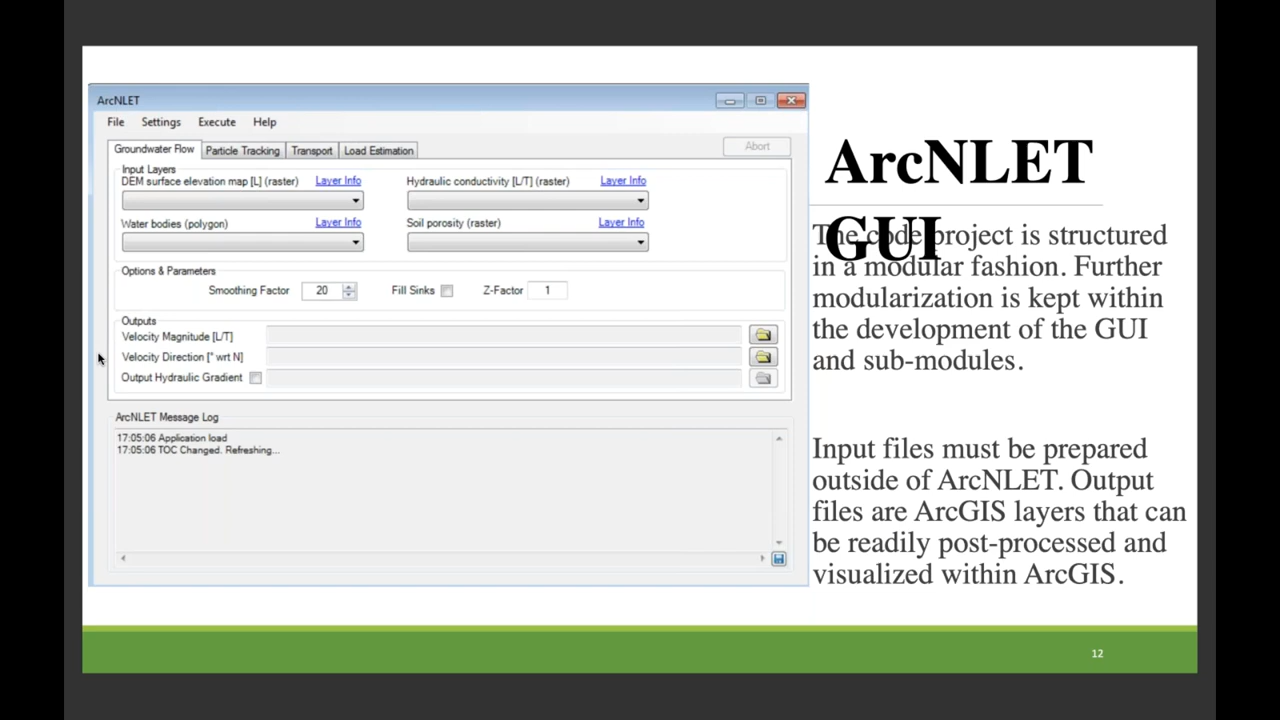 ArcNLET
File Settings Execute Help
Groundwater Flow Particle Tracking Transport Load Estimation Abort
Input Layers
DEM surface elevation map [L] (raster) Layer Info Hydraulic conductivity [L/T] (raster) Layer Info
Water bodies (polygon) Layer Info Soil porosity (raster) Layer Info
Options & Parameters
Smoothing Factor 20 Fill Sinks Z-Factor 1
Outputs
Velocity Magnitude [L/T]
Velocity Direction [° wrt N]
Output Hydraulic Gradient
ArcNLET Message Log
17:05:06 Application load
17:05:06 TOC Changed. Refreshing...
ArcNLET
GUI
The code project is structured
in a modular fashion. Further
modularization is kept within
the development of the GUI
and sub-modules.
Input files must be prepared
outside of ArcNLET. Output
files are ArcGIS layers that can
be readily post-processed and
visualized within ArcGIS.
12